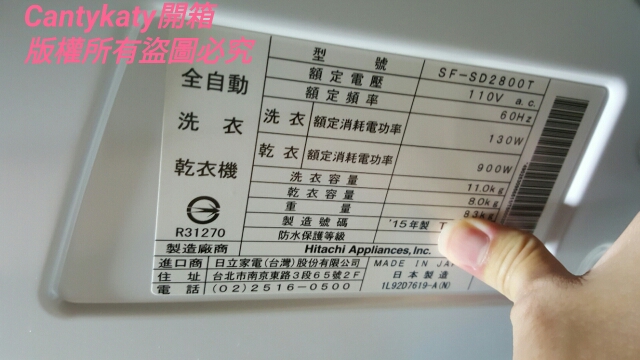 Cantykaty開箱
版權所有盜圖必究
全自動
洗衣
乾衣機
R31270
型號 SF-SD2800T
額定電壓 110V a.c.
額定頻率 60Hz
洗衣 額定消耗電功率 130W
乾衣 額定消耗電功率 900W
洗衣容量 11.0kg
乾衣容量 8.0kg
重量
製造號碼 '15年製
防水保護等級
製造廠商 Hitachi Appliances,Inc.
進口商 日立家電(台灣)股份有限公司
住址 台北市南京東路3段65號2F
電話 (02)2516-0500
MADE IN
日本製造
1L92D7619-A(N)